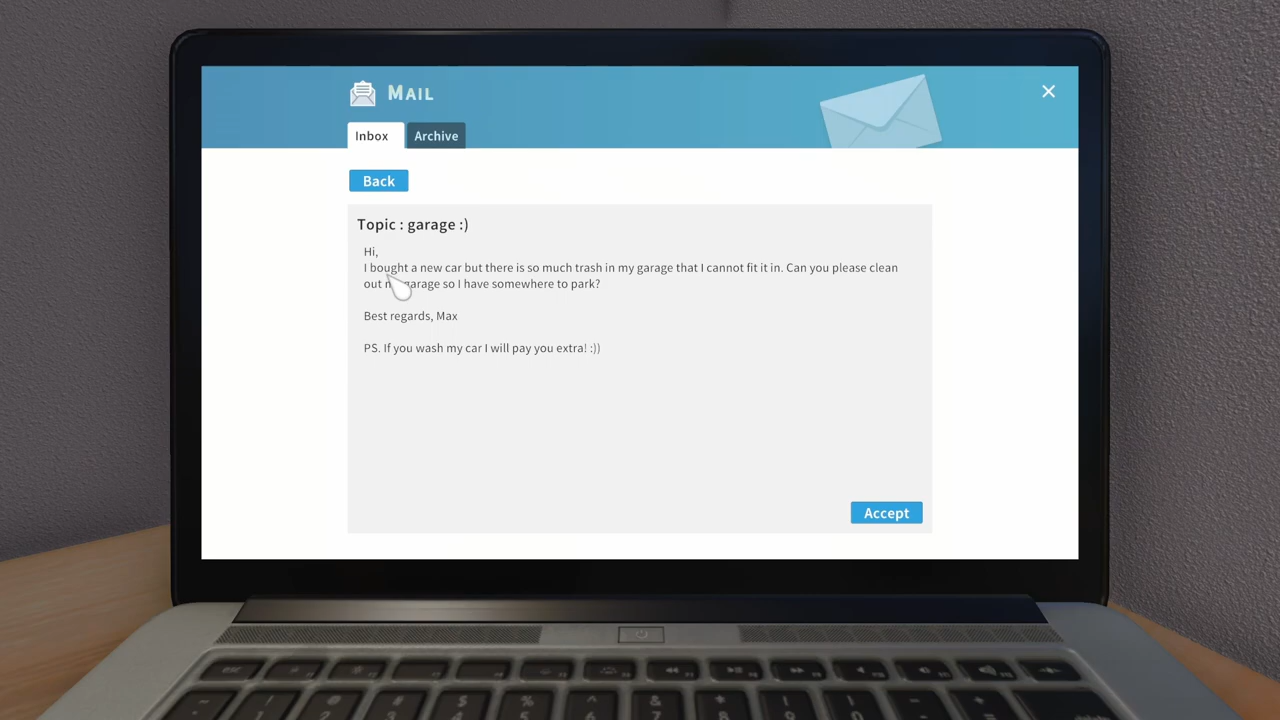 MAIL
Inbox
Archive
Back
Topic : garage :)
Hi,
I bought a new car but there is so much trash in my garage that I cannot fit it in. Can you please clean
out garage so I have somewhere to park?
Best regards, Max
PS. If you wash my car I will pay you extra! :))
Accept
esc